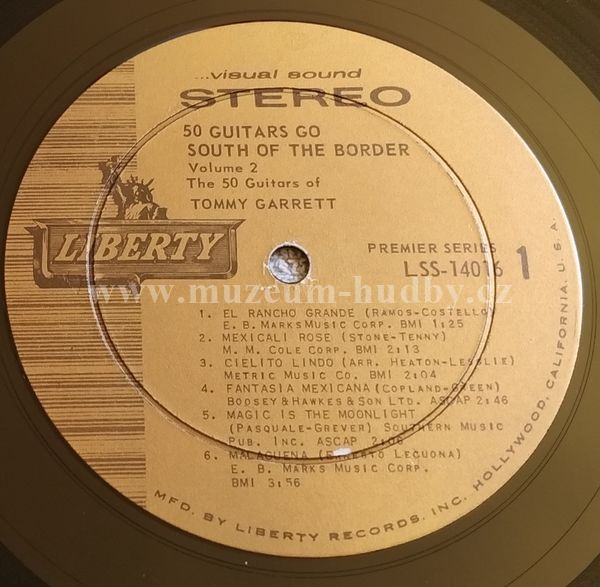 ...visual sound
STEREO
50 GUITARS GO
SOUTH OF THE BORDER
Volume 2
The 50 Guitars of
TOMMY GARRETT
LIBERTY
PREMIER SERIES
LSS-14016 1
www.muzeum-hudby.cz
1. EL RANCHO GRANDE (RAMOS-COSTELLO)
E. B. MARKS MUSIC CORP. BMI 1:25
2. MEXICALI ROSE (STONE-TENNY)
M. M. COLE CORP. BMI 2:13
3. CIELITO LINDO (ARR. HEATON-LESSLIE)
METRIC MUSIC CO. BMI 2:04
4. FANTASIA MEXICANA (COPLAND-GREEN)
BOOSEY & HAWKES & SON LTD. ASCAP 2:46
5. MAGIC IS THE MOONLIGHT
(PASQUALE-GREVER) SOUTHERN MUSIC
PUB. INC. ASCAP 2:06
6. MALAGUENA (ERNESTO LECUONA)
E. B. MARKS MUSIC CORP.
BMI 3:56
MFD. BY LIBERTY RECORDS, INC. HOLLYWOOD, CALIFORNIA, U.S.A.